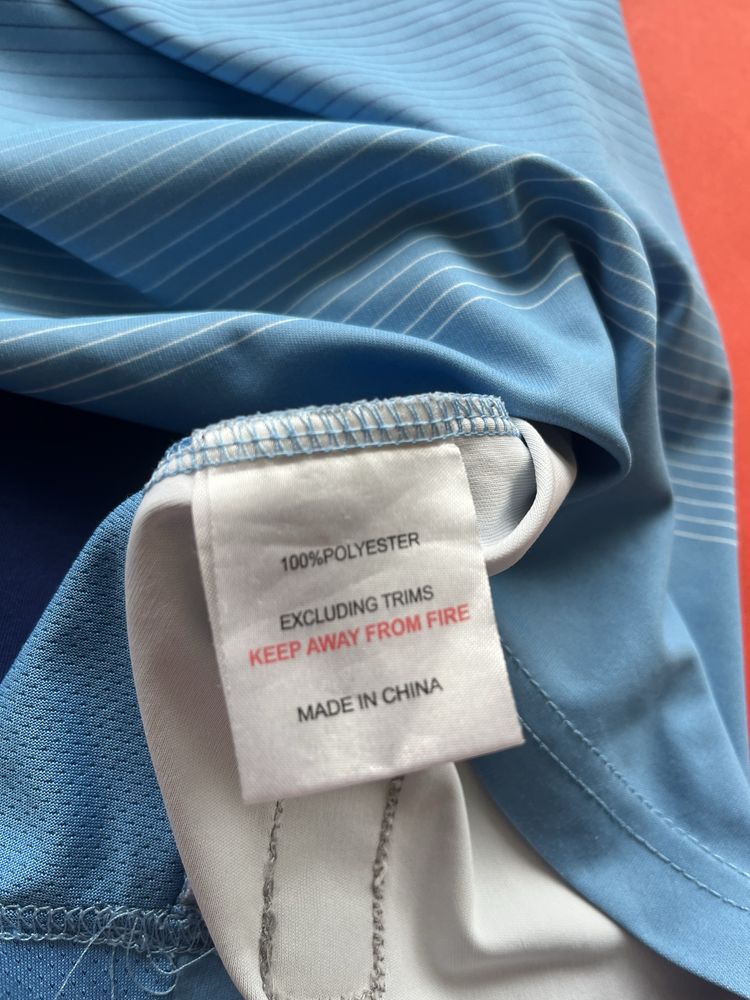 100%POLYESTER
EXCLUDING TRIMS
KEEP AWAY FROM FIRE
MADE IN CHINA